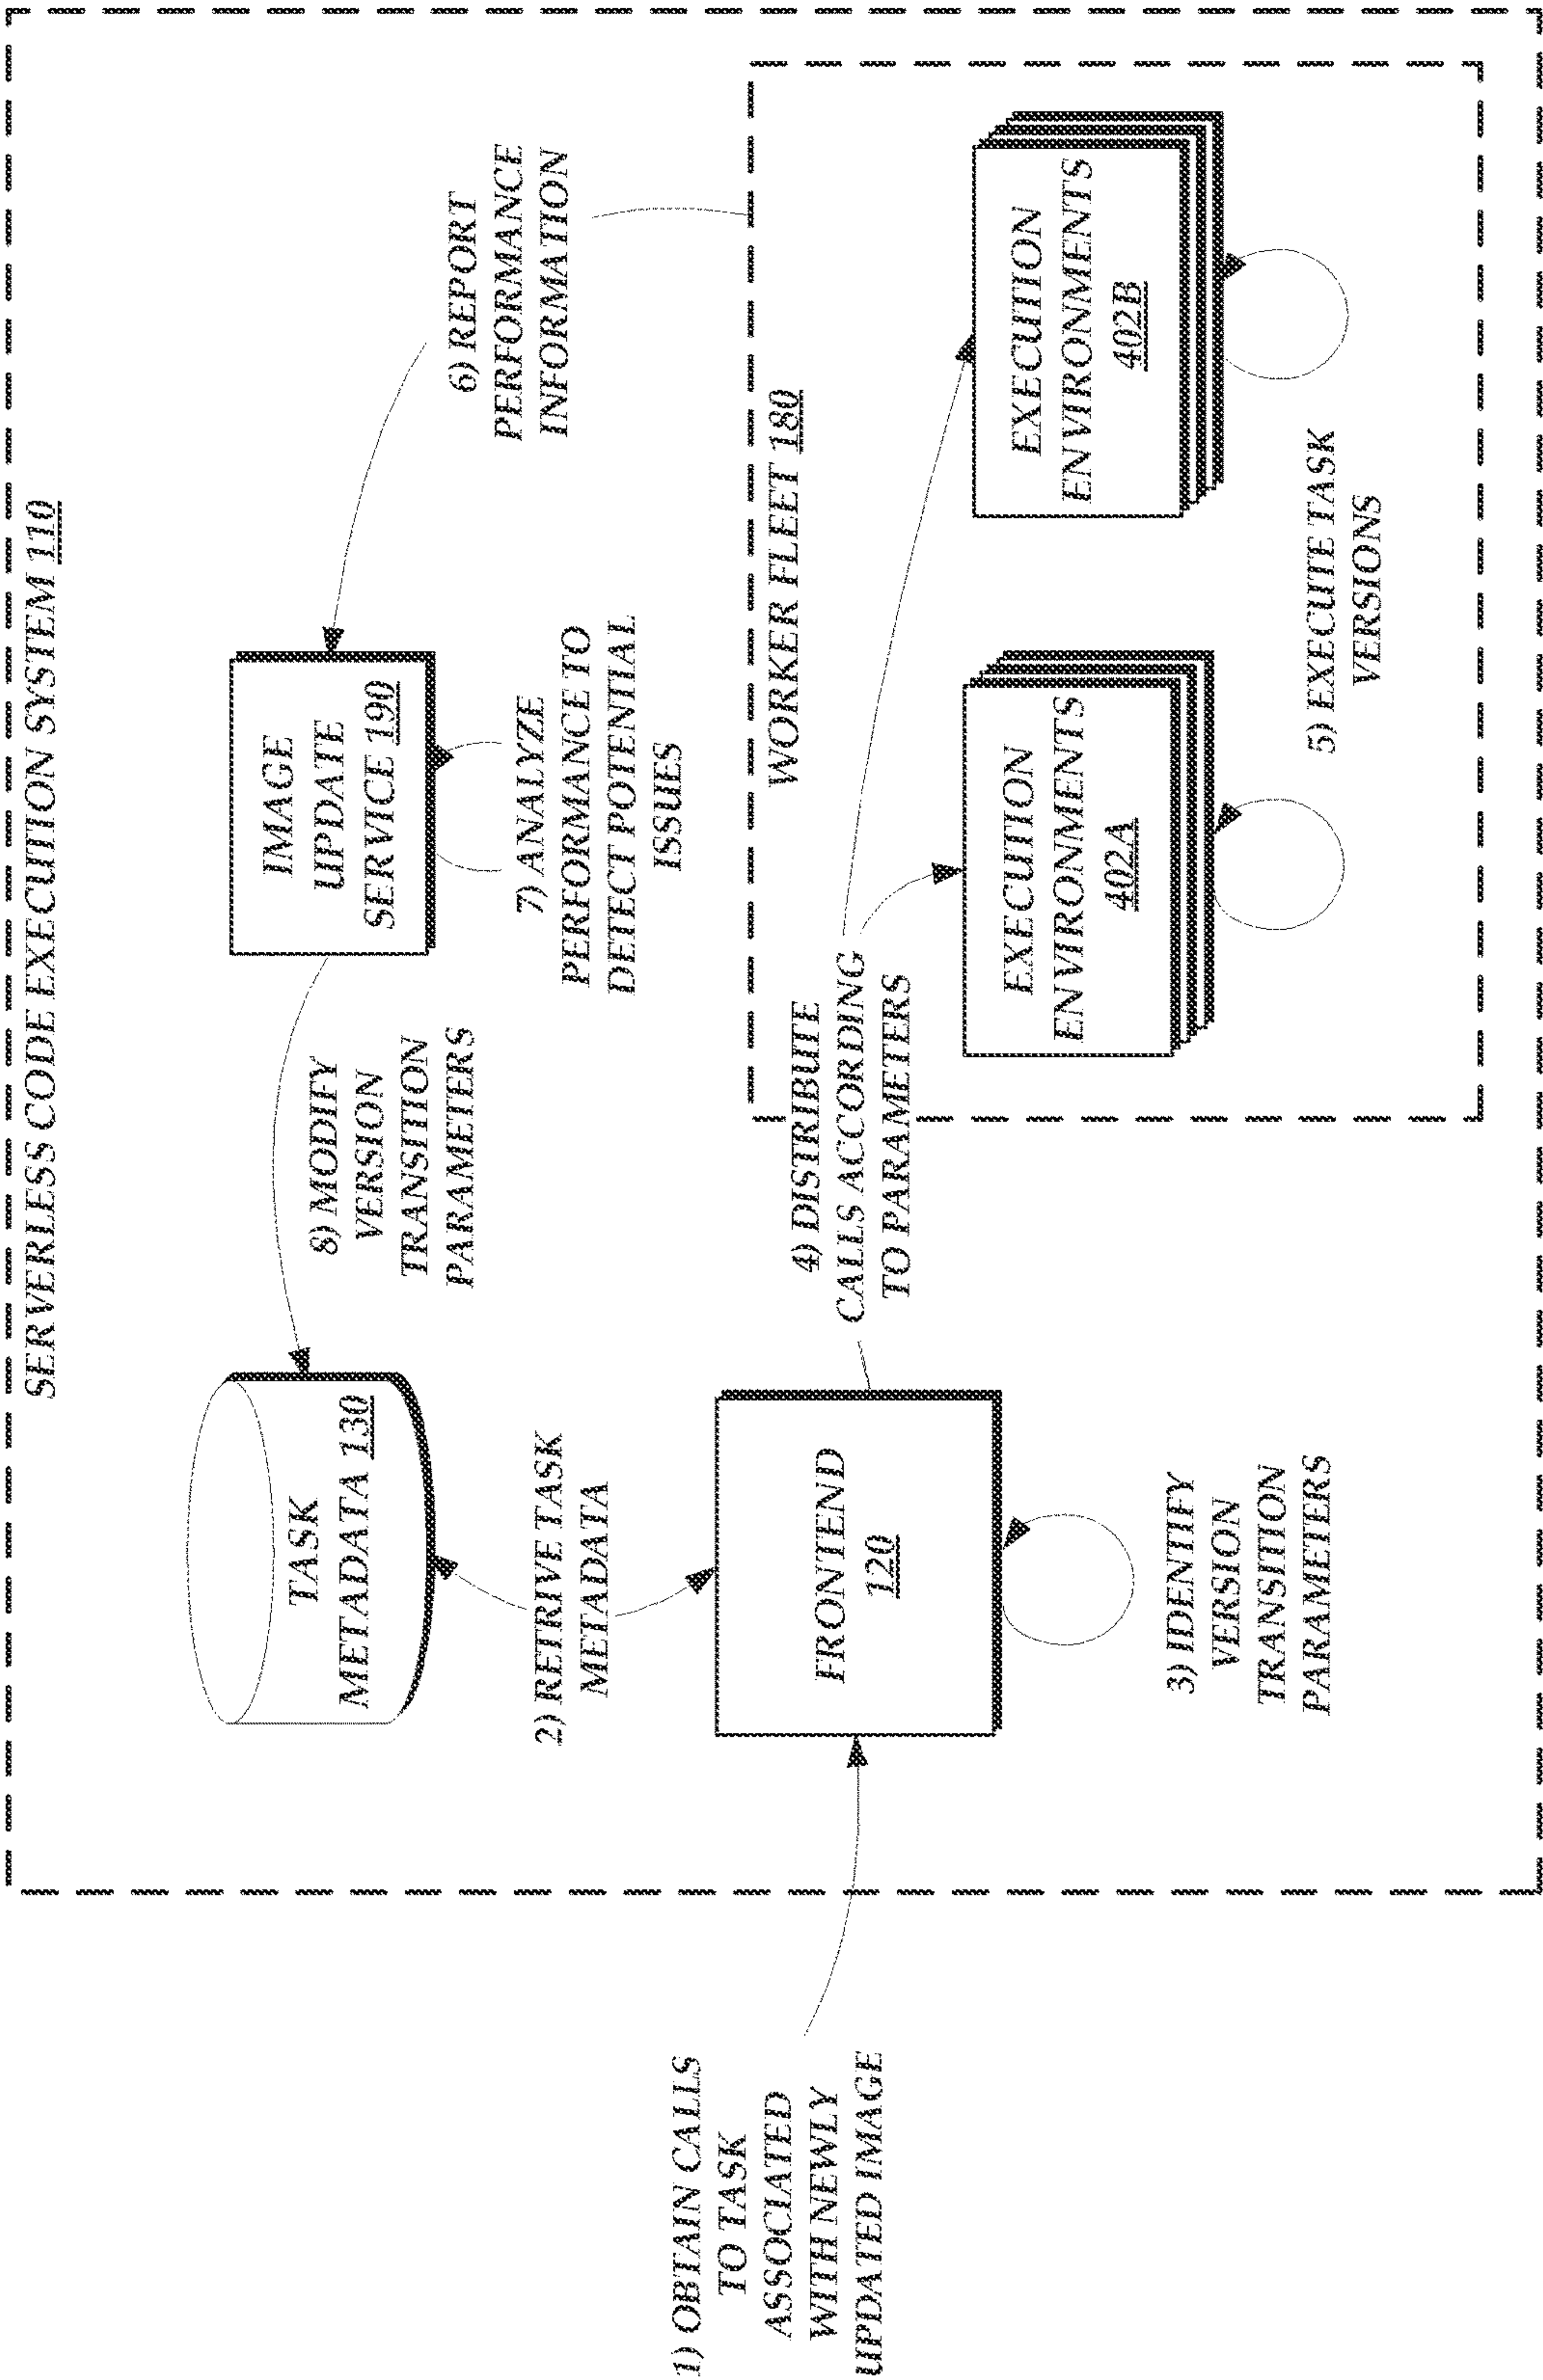 SERVERLESS CODE EXECUTION SYSTEM 110
1) OBTAIN CALLS
TO TASK
ASSOCIATED
WITH NEWLY
UPDATED IMAGE
TASK
METADATA 130
2) RETRIVE TASK
METADATA
FRONTEND
120
3) IDENTIFY
VERSION
TRANSITION
PARAMETERS
4) DISTRIBUTE
CALLS ACCORDING
TO PARAMETERS
WORKER FLEET 180
EXECUTION
ENVIRONMENTS
402A
EXECUTION
ENVIRONMENTS
402B
5) EXECUTE TASK
VERSIONS
6) REPORT
PERFORMANCE
INFORMATION
IMAGE
UPDATE
SERVICE 190
7) ANALYZE
PERFORMANCE TO
DETECT POTENTIAL
ISSUES
8) MODIFY
VERSION
TRANSITION
PARAMETERS